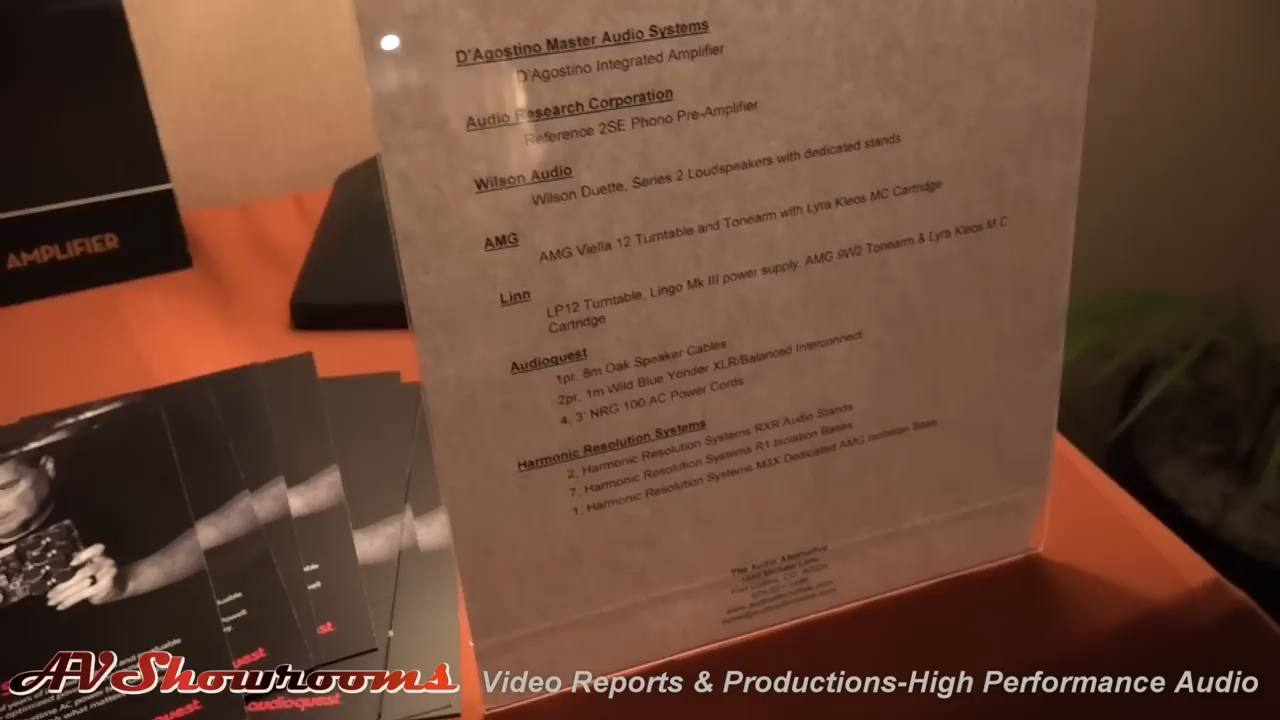 D'Agostino Master Audio Systems
D'Agostino Integrated Amplifier
Audio Research Corporation
Reference 2SE Phono Pre-Amplifier
Wilson Audio
Wilson Duette, Series 2 Loudspeakers with dedicated stands
AMG
AMG Viella 12 Turntable and Tonearm with Lyra Kleos MC Cartridge
Linn
LP12 Turntable, Lingo Mk III power supply AMG 9W2 Tonearm & Lyra Kleos M C
Cartridge
Audioquest
1pr, 8m Oak Speaker Cables
2pr. 1m Wild Blue Yonder XLR/Balanced Interconnect
4, 3' NRG 100 AC Power Cords
Harmonic Resolution Systems
2, Harmonic Resolution Systems RXR Audio Stands
7, Harmonic Resolution Systems R1 Isolation Bases
1. Harmonic Resolution Systems M3X Dedicated AMG Isolation Base
The Audio Alternative
Fort Collins, CO
AMPLIFIER
audioquest
AVShowrooms
Video Reports & Productions-High Performance Audio